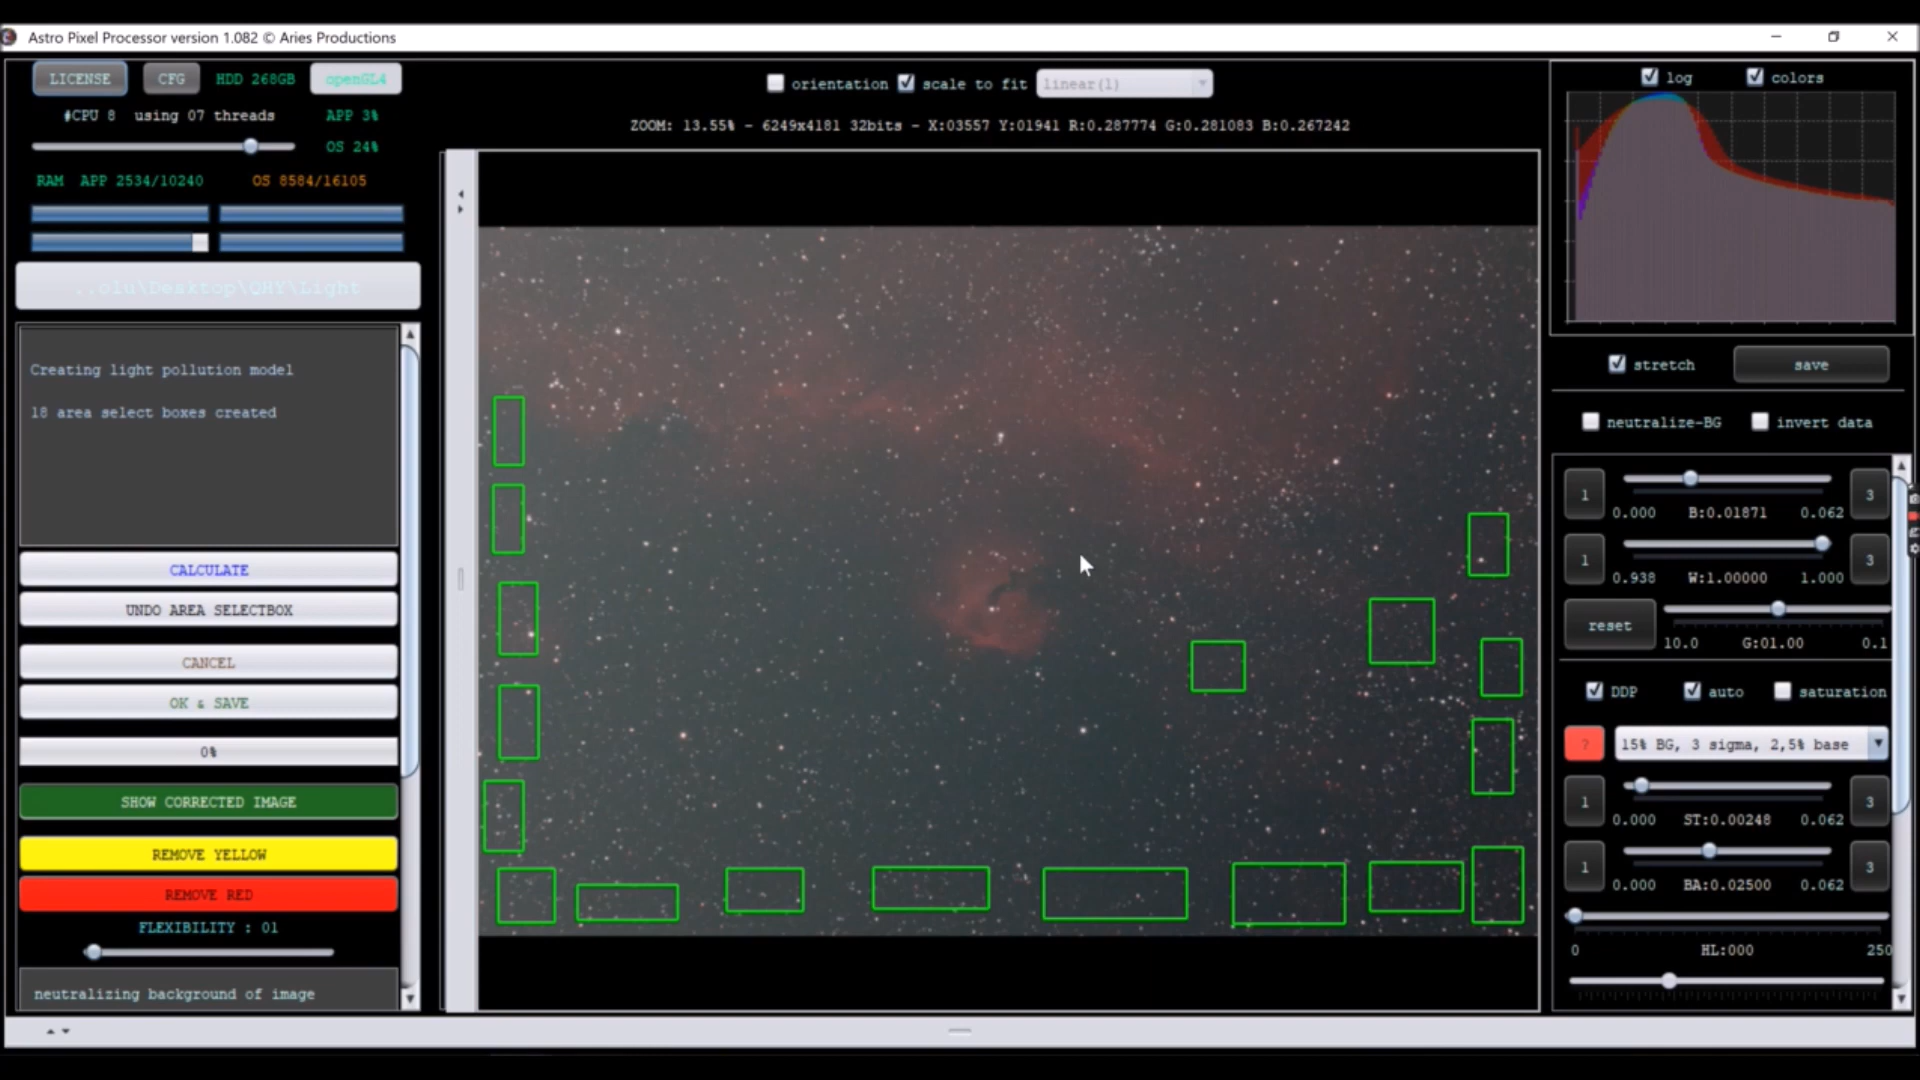 Astro Pixel Processor version 1.082 © Aries Productions
LICENSE CFG HDD 268GB openGL4
#CPU 8 using 07 threads APP 3%
OS 24%
RAM APP 2534/10240 OS 8584/16105
..olu\Desktop\QHY\Light
Creating light pollution model
18 area select boxes created
CALCULATE
UNDO AREA SELECTBOX
CANCEL
OK & SAVE
0%
SHOW CORRECTED IMAGE
REMOVE YELLOW
REMOVE RED
FLEXIBILITY : 01
neutralizing background of image
orientation scale to fit linear(1)
ZOOM: 13.55% - 6249x4181 32bits - X:03557 Y:01941 R:0.287774 G:0.281083 B:0.267242
log colors
stretch save
neutralize-BG invert data
1 3
0.000 B:0.01871 0.062
1 3
0.938 W:1.00000 1.000
reset
10.0 G:01.00 0.1
DDP auto saturation
? 15% BG, 3 sigma, 2,5% base
1 3
0.000 ST:0.00248 0.062
1 3
0.000 BA:0.02500 0.062
0 HL:000 250